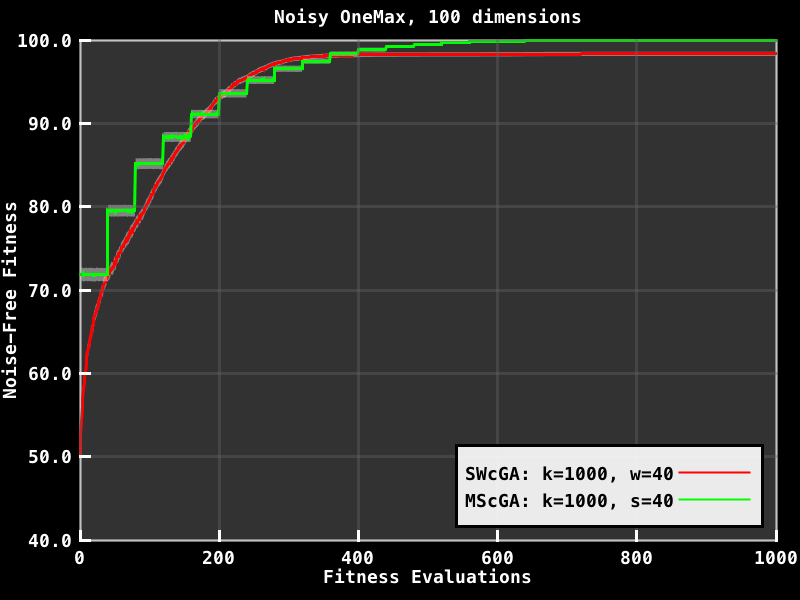 Noisy OneMax, 100 dimensions
100.0
90.0
80.0
70.0
60.0
50.0
40.0
Noise-Free Fitness
SWcGA: k=1000, w=40
MScGA: k=1000, s=40
0 200 400 600 800 1000
Fitness Evaluations